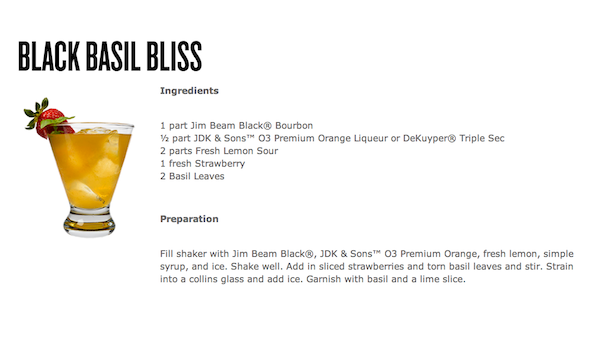 BLACK BASIL BLISS
Ingredients
1 part Jim Beam Black® Bourbon
½ part JDK & Sons™ O3 Premium Orange Liqueur or DeKuyper® Triple Sec
2 parts Fresh Lemon Sour
1 fresh Strawberry
2 Basil Leaves
Preparation
Fill shaker with Jim Beam Black®, JDK & Sons™ O3 Premium Orange, fresh lemon, simple
syrup, and ice. Shake well. Add in sliced strawberries and torn basil leaves and stir. Strain
into a collins glass and add ice. Garnish with basil and a lime slice.